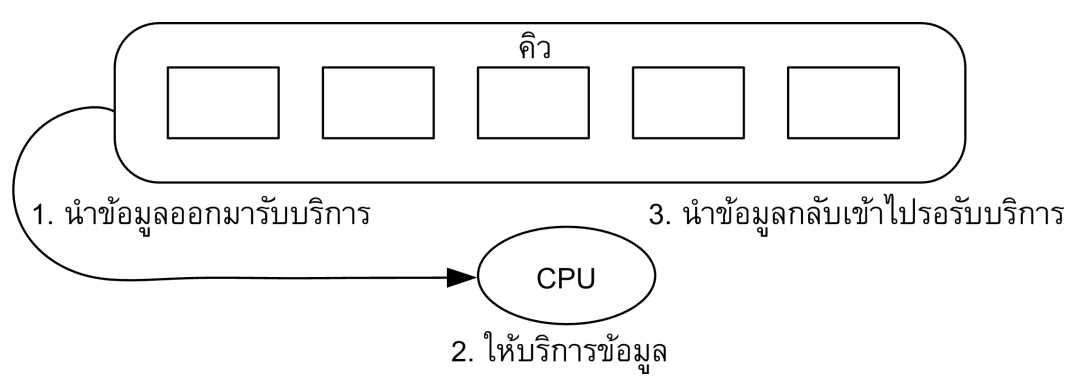 คิว
1. นำข้อมูลออกมารับบริการ
3. นำข้อมูลกลับเข้าไปรอรับบริการ
CPU
2. ให้บริการข้อมูล